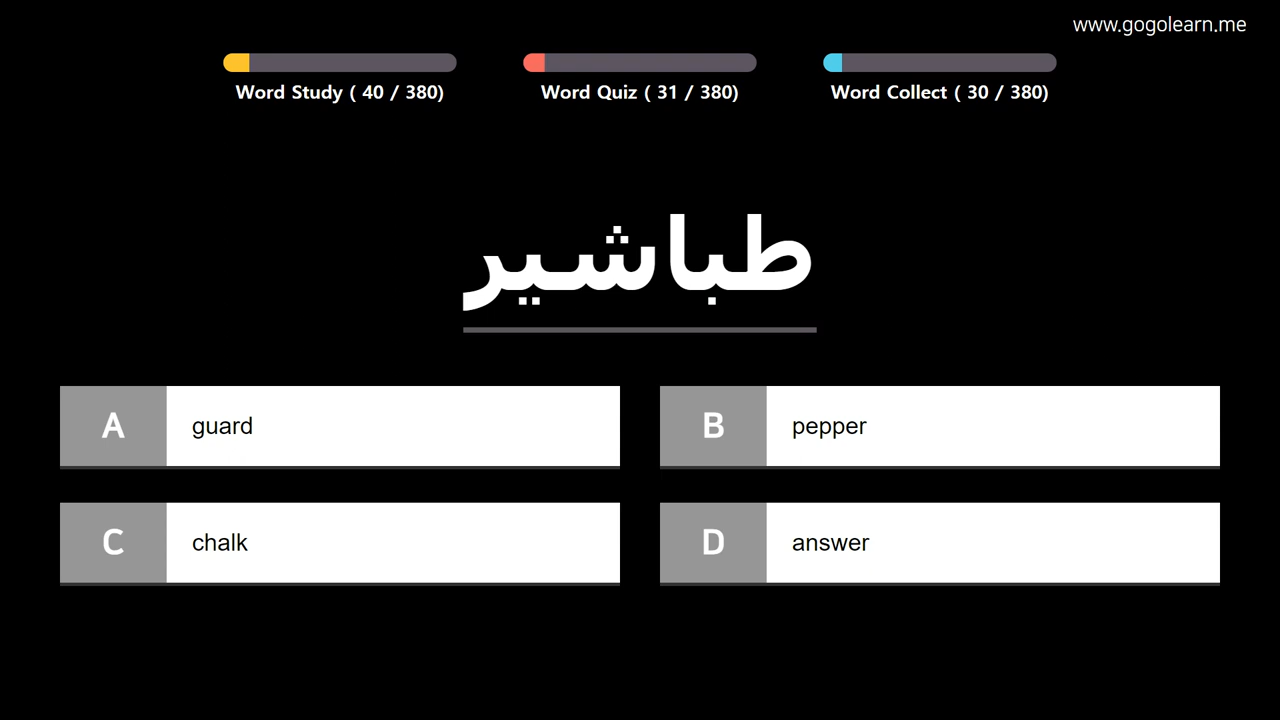 www.gogolearn.me
Word Study ( 40 / 380)
Word Quiz ( 31 / 380)
Word Collect ( 30 / 380)
طباشير
A guard
B pepper
C chalk
D answer